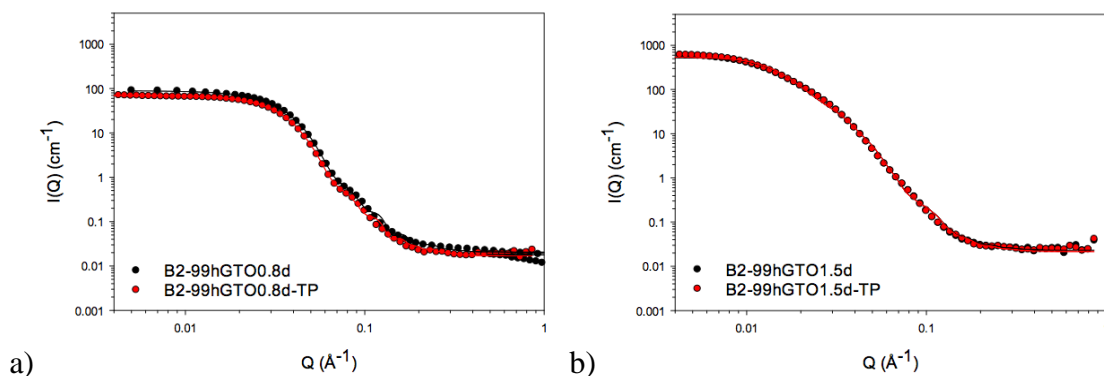 1000
100
10
1
0.1
0.01
0.001
I(Q) (cm-1)
B2-99hGTO0.8d
B2-99hGTO0.8d-TP
0.01
0.1
1
Q (Å-1)
a)
1000
100
10
1
0.1
0.01
0.001
I(Q) (cm-1)
B2-99hGTO1.5d
B2-99hGTO1.5d-TP
0.01
0.1
Q (Å-1)
b)